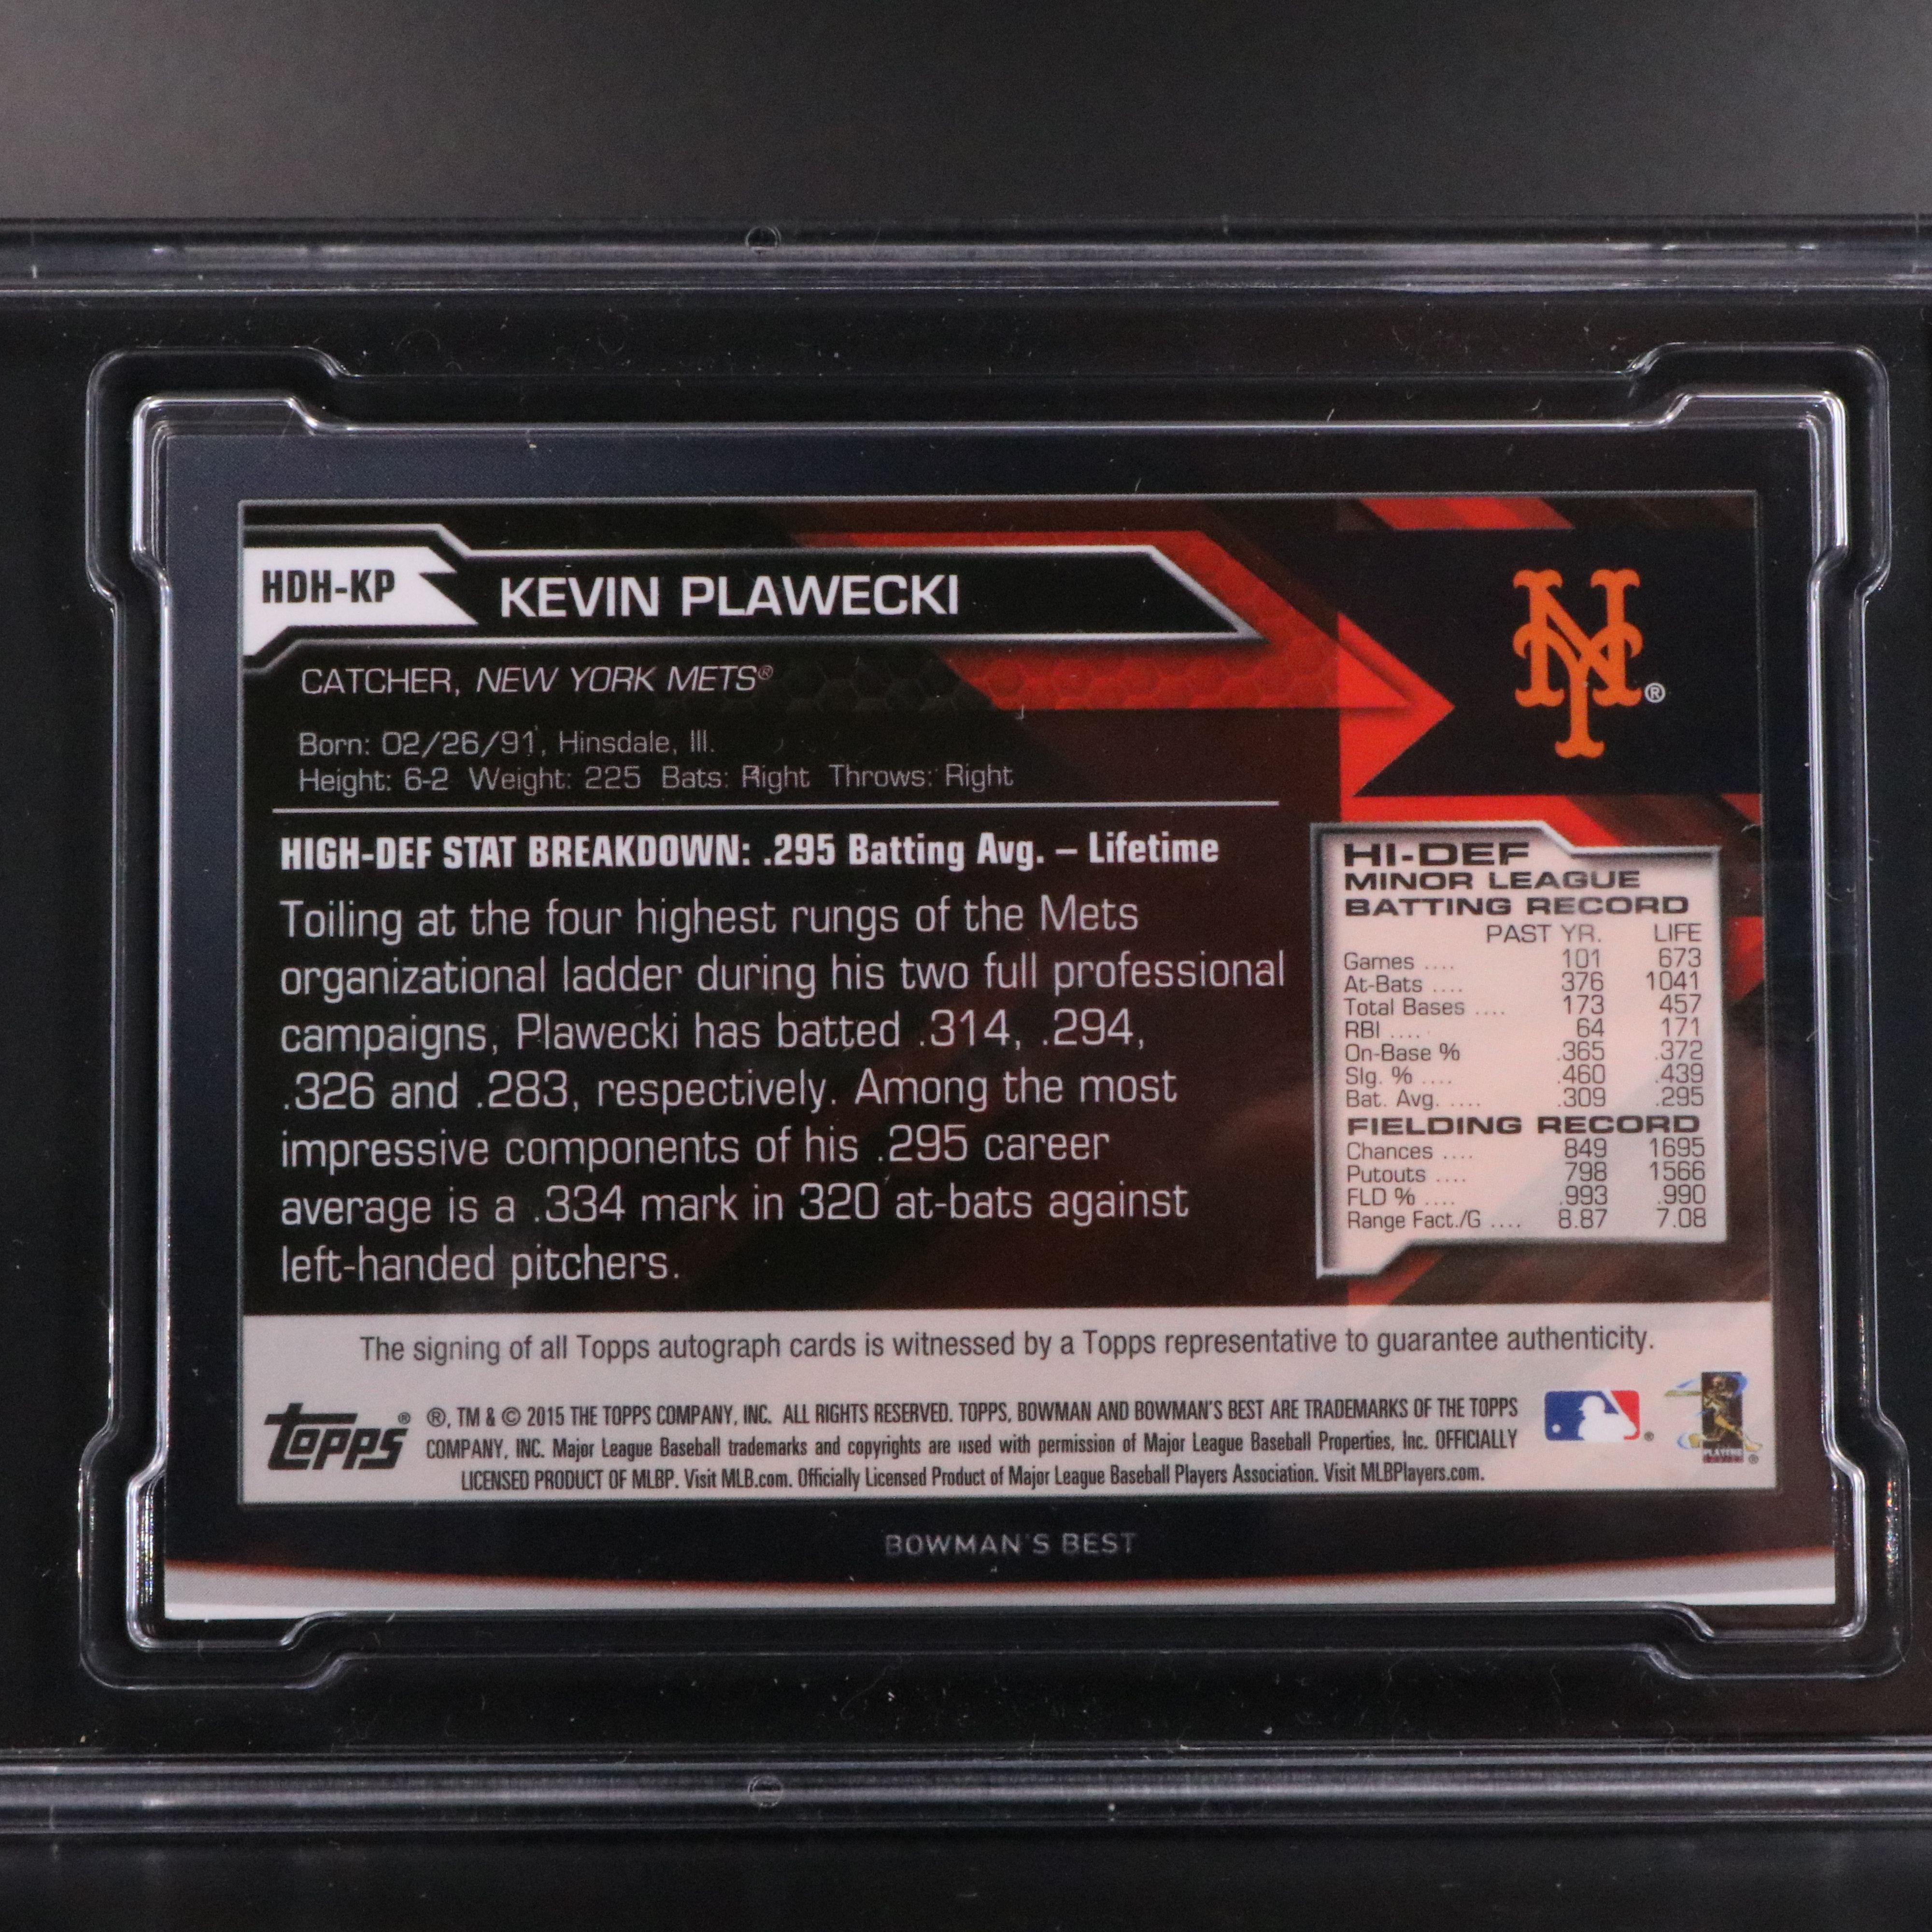 HDH-KP
KEVIN PLAWECKI
CATCHER, NEW YORK METS®
Born: 02/26/91, Hinsdale, Ill.
Height: 6-2 Weight: 225 Bats: Right Throws: Right
NY®
HIGH-DEF STAT BREAKDOWN: .295 Batting Avg. – Lifetime
Toiling at the four highest rungs of the Mets
organizational ladder during his two full professional
campaigns, Plawecki has batted .314, .294,
.326 and .283, respectively. Among the most
impressive components of his .295 career
average is a .334 mark in 320 at-bats against
left-handed pitchers.
HI-DEF
MINOR LEAGUE
BATTING RECORD
PAST YR. LIFE
Games .... 101 673
At-Bats .... 376 1041
Total Bases .... 173 457
RBI .... 64 171
On-Base % .365 .372
Slg. % .... .460 .439
Bat. Avg. .... .309 .295
FIELDING RECORD
Chances .... 849 1695
Putouts .... 798 1566
FLD % .... .993 .990
Range Fact./G .... 8.87 7.08
The signing of all Topps autograph cards is witnessed by a Topps representative to guarantee authenticity.
Topps®
®, TM & © 2015 THE TOPPS COMPANY, INC. ALL RIGHTS RESERVED. TOPPS, BOWMAN AND BOWMAN'S BEST ARE TRADEMARKS OF THE TOPPS
COMPANY, INC. Major League Baseball trademarks and copyrights are used with permission of Major League Baseball Properties, Inc. OFFICIALLY
LICENSED PRODUCT OF MLBP. Visit MLB.com. Officially Licensed Product of Major League Baseball Players Association. Visit MLBPlayers.com.
PLAYERS
BOWMAN'S BEST